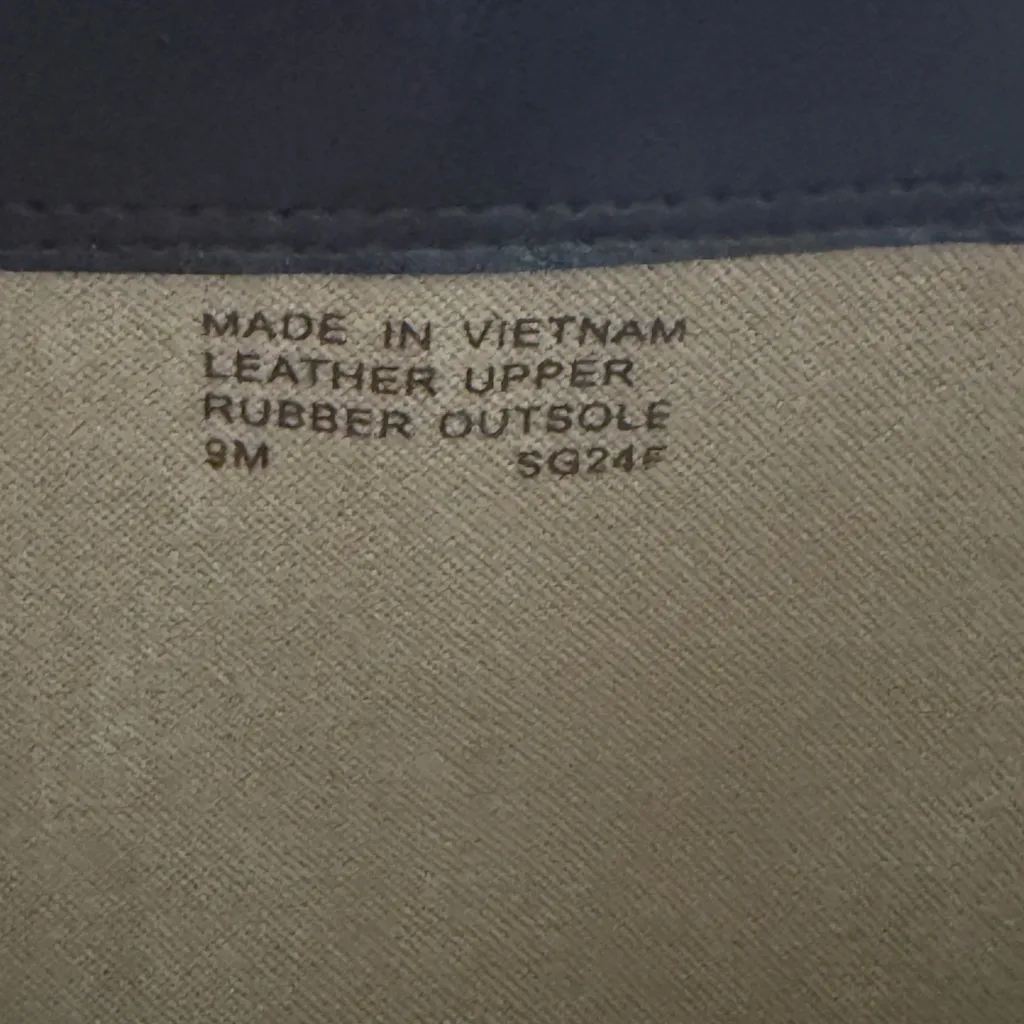 MADE IN VIETNAM
LEATHER UPPER
RUBBER OUTSOLE
9M SG24F